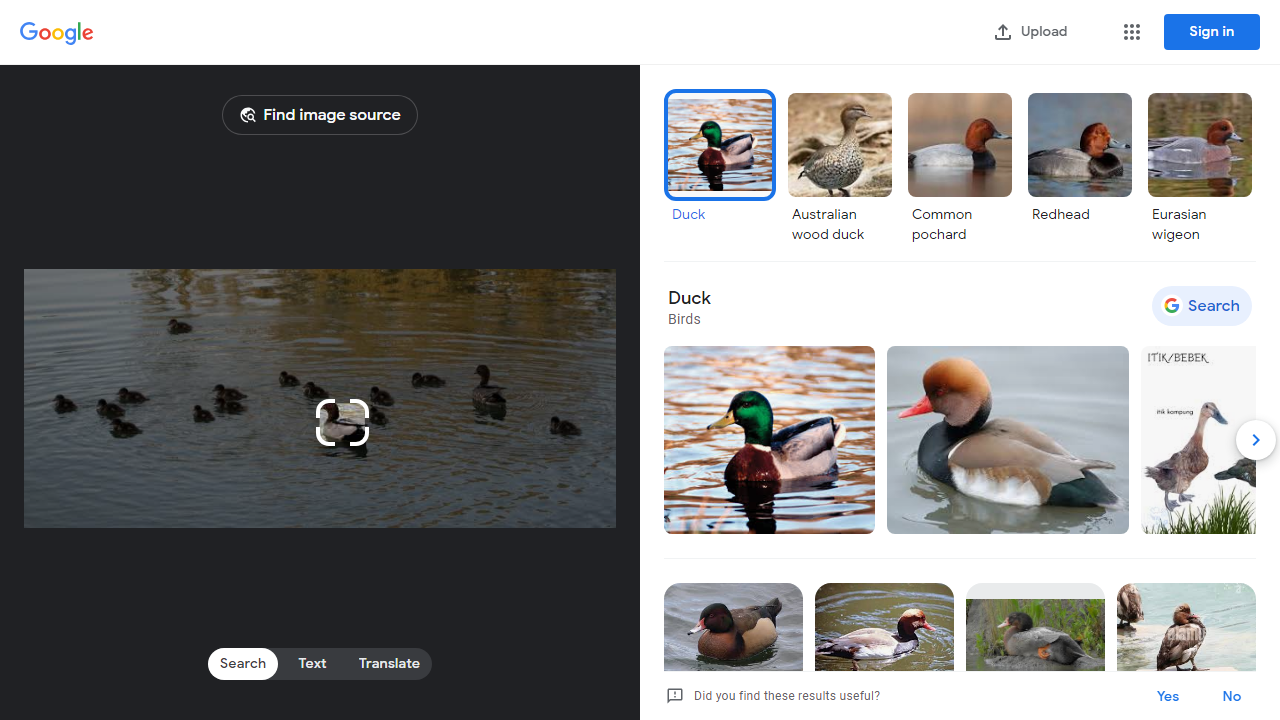 Google
Upload
Sign in
Find image source
Duck
Australian
wood duck
Common
pochard
Redhead
Eurasian
wigeon
Duck
Birds
Search
ITIK/BEBEK
itik kampung
Search
Text
Translate
Did you find these results useful?
Yes
No